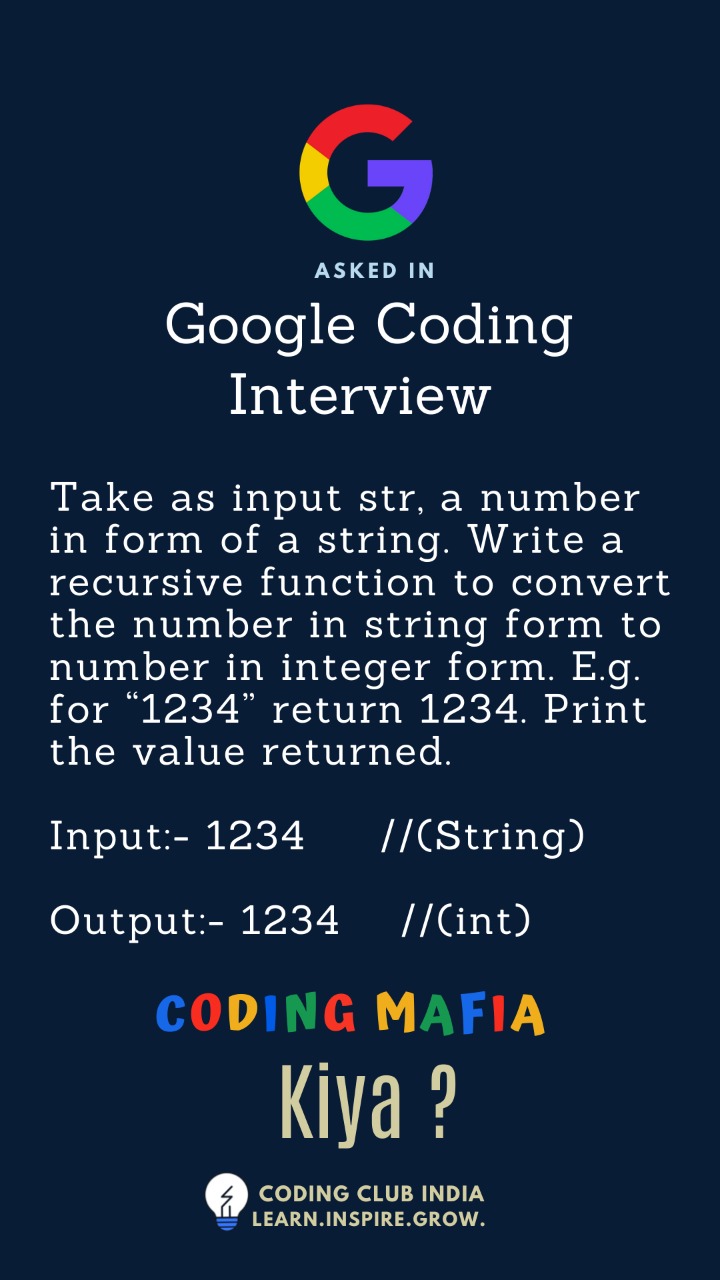 ASKED IN
Google Coding
Interview
Take as input str, a number
in form of a string. Write a
recursive function to convert
the number in string form to
number in integer form. E.g.
for “1234” return 1234. Print
the value returned.
Input:- 1234 //(String)
Output:- 1234 //(int)
CODING MAFIA
Kiya ?
CODING CLUB INDIA
LEARN.INSPIRE.GROW.